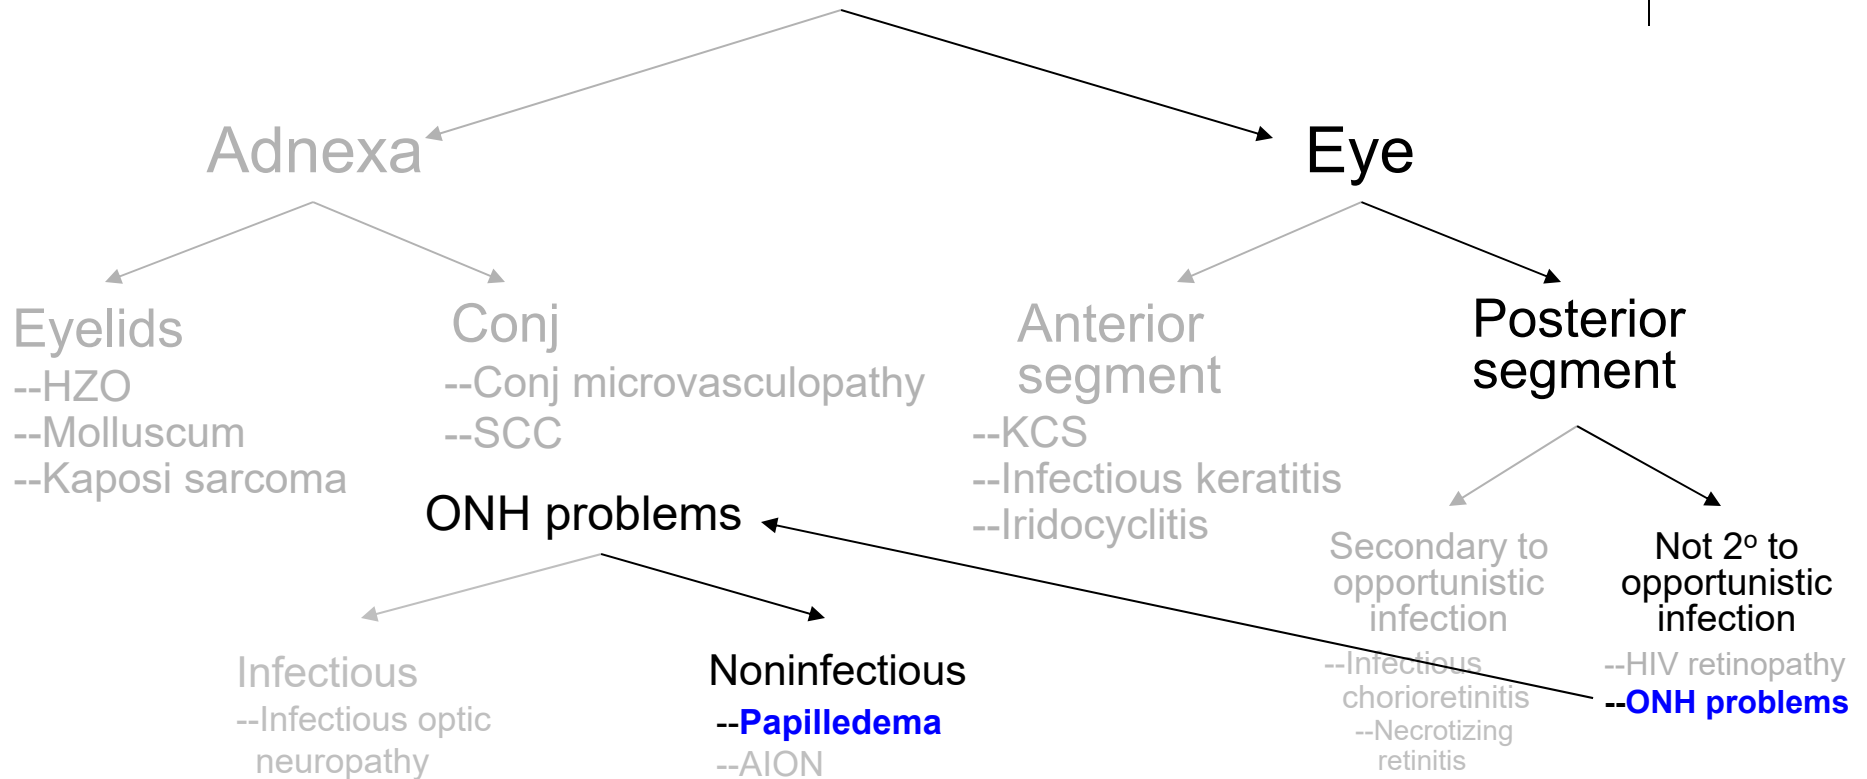 Adnexa
Eye
Eyelids
--HZO
--Molluscum
--Kaposi sarcoma
Conj
--Conj microvasculopathy
--SCC
Anterior
segment
--KCS
--Infectious keratitis
--Iridocyclitis
Posterior
segment
Secondary to
opportunistic
infection
--Infectious
chorioretinitis
--Necrotizing
retinitis
Not 2º to
opportunistic
infection
--HIV retinopathy
--ONH problems
ONH problems
Infectious
--Infectious optic
neuropathy
Noninfectious
--Papilledema
--AION